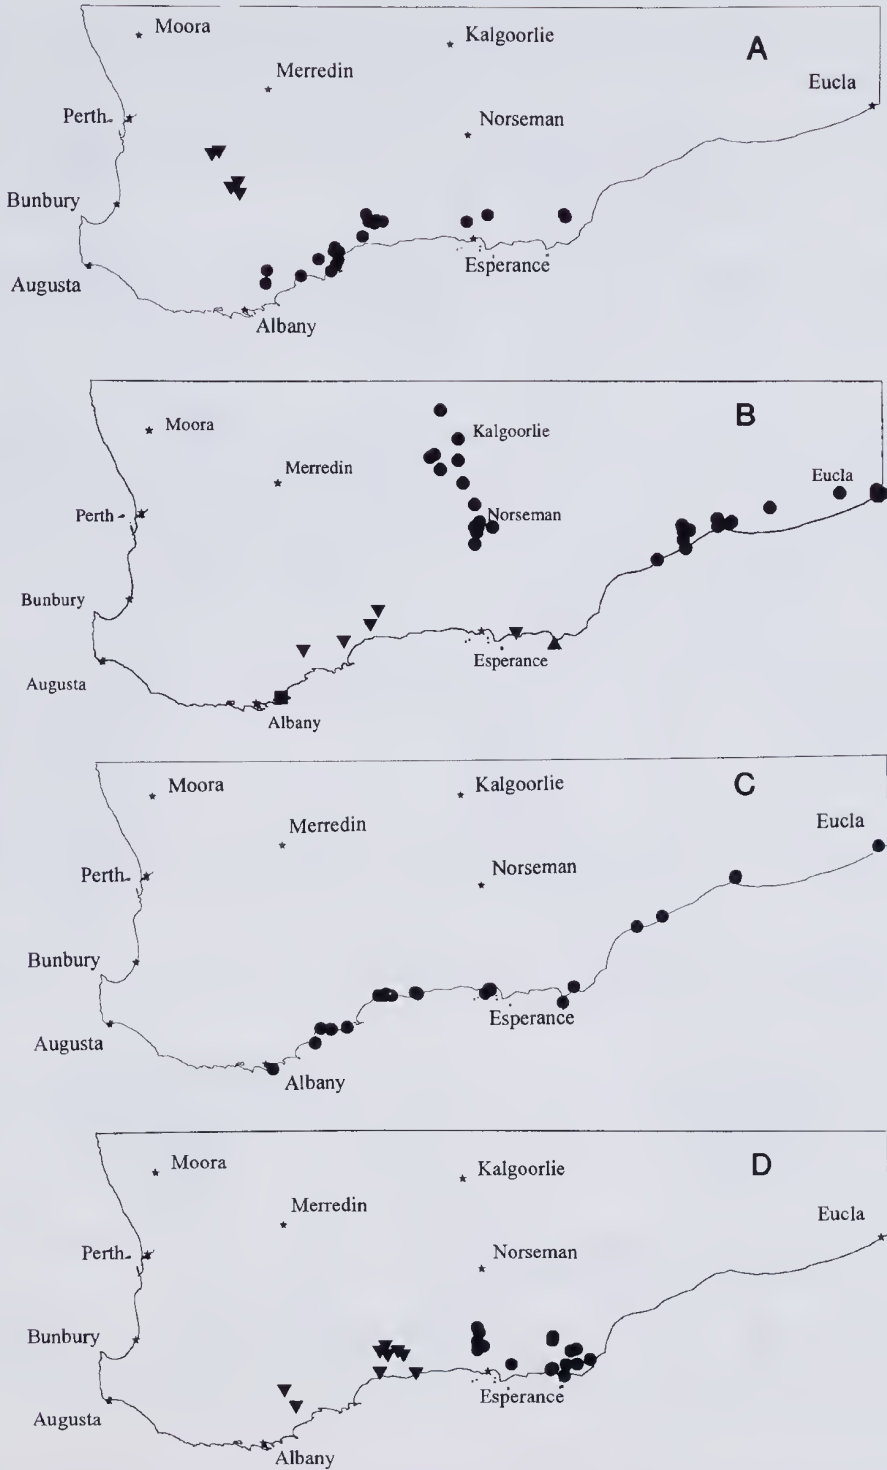 Moora
Kalgoorlie
A
Merredin
Eucla
Perth
Norseman
Bunbury
Esperance
Augusta
Albany
B
Moora
Kalgoorlie
Merredin
Eucla
Perth
Norseman
Bunbury
Esperance
Augusta
Albany
Moora
Kalgoorlie
C
Merredin
Eucla
Perth
Norseman
Bunbury
Esperance
Augusta
Albany
Moora
Kalgoorlie
D
Merredin
Eucla
Perth
Norseman
Bunbury
Esperance
Augusta
Albany